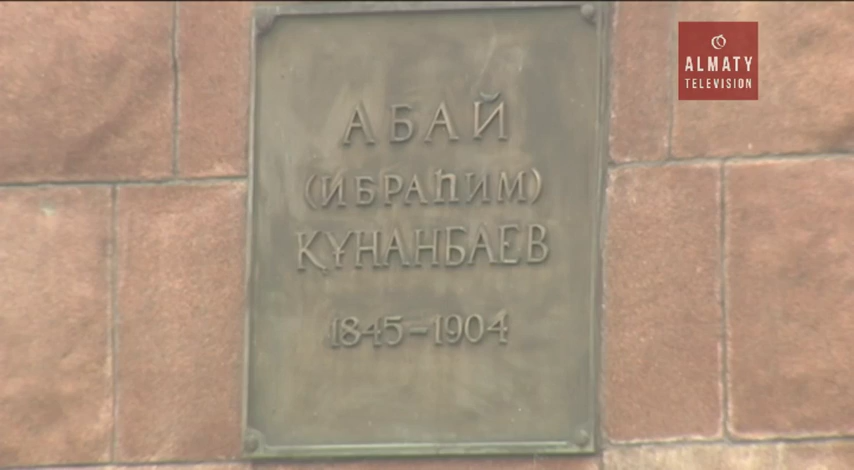 ALMATY
TELEVISION
АБАЙ
(ИБРАҺИМ)
ҚҰНАНБАЕВ
1845-1904